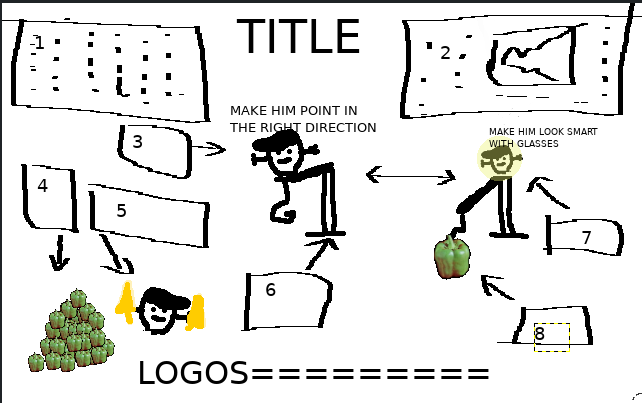 TITLE
1
2
MAKE HIM POINT IN
THE RIGHT DIRECTION
MAKE HIM LOOK SMART
WITH GLASSES
3
4
5
6
7
8
LOGOS=========